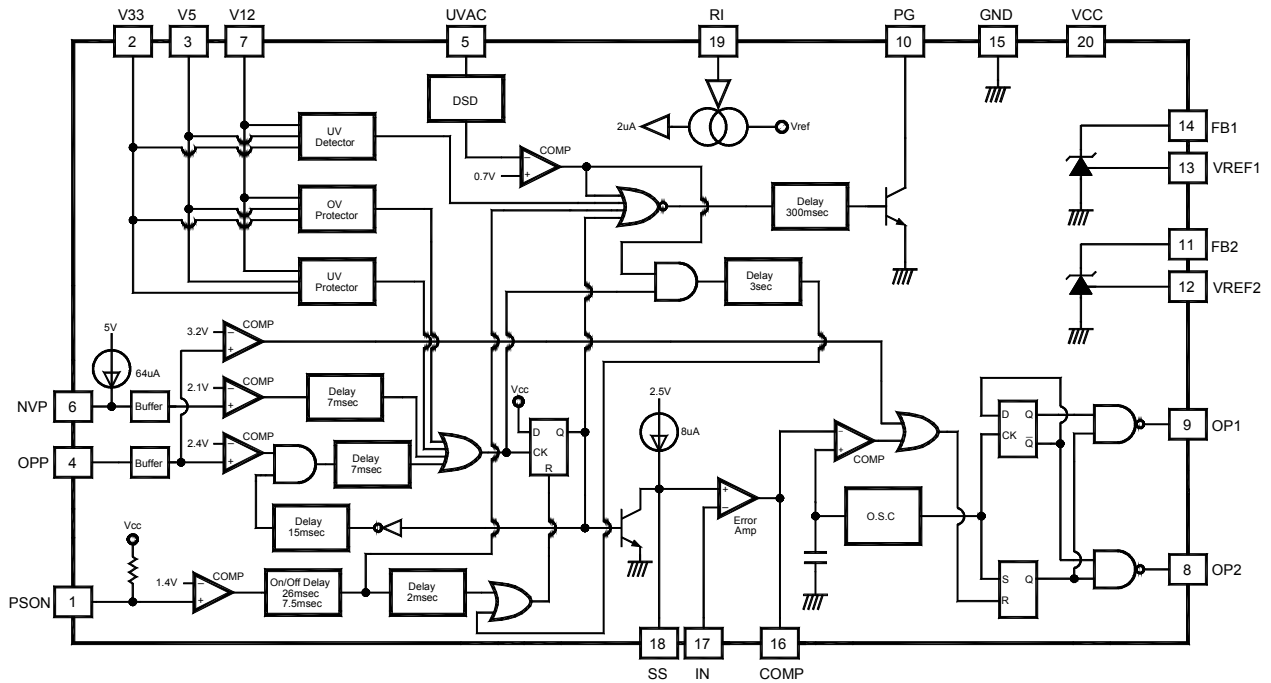 V33 V5 V12 UVAC RI PG GND VCC
2 3 7 5 19 10 15 20
DSD
2uA
Vref
UV
Detector
COMP
−
0.7V
+
14 FB1
13 VREF1
OV
Protector
Delay
300msec
11 FB2
12 VREF2
UV
Protector
Delay
3sec
5V
64uA
3.2V
−
+
COMP
NVP 6
Buffer
2.1V
−
+
COMP
Delay
7msec
Vcc
D Q
CK
R
2.5V
8uA
OPP 4
Buffer
2.4V
−
+
COMP
Delay
7msec
−
+
COMP
D Q
CK Q
9 OP1
Delay
15msec
+
−
Error
Amp
O.S.C
Vcc
PSON 1
1.4V
−
+
COMP
On/Off Delay
26msec
7.5msec
Delay
2msec
S Q
R
8 OP2
18 17 16
SS IN COMP